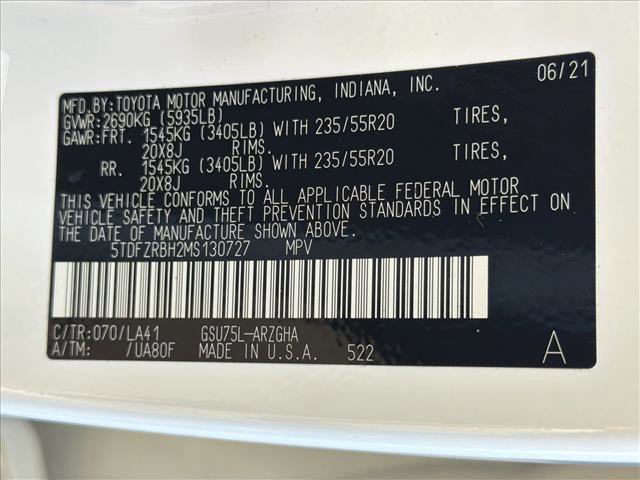 06/21
MFD.BY:TOYOTA MOTOR MANUFACTURING, INDIANA, INC.
GVWR:2690KG (5935LB)
GAWR:FRT. 1545KG (3405LB) WITH 235/55R20 TIRES,
20X8J RIMS.
RR. 1545KG (3405LB) WITH 235/55R20 TIRES,
20X8J RIMS.
THIS VEHICLE CONFORMS TO ALL APPLICABLE FEDERAL MOTOR
VEHICLE SAFETY AND THEFT PREVENTION STANDARDS IN EFFECT ON
THE DATE OF MANUFACTURE SHOWN ABOVE.
5TDFZRBH2MS130727 MPV
C/TR:070/LA41 GSU75L-ARZGHA
A/TM: /UA80F MADE IN U.S.A. 522 A